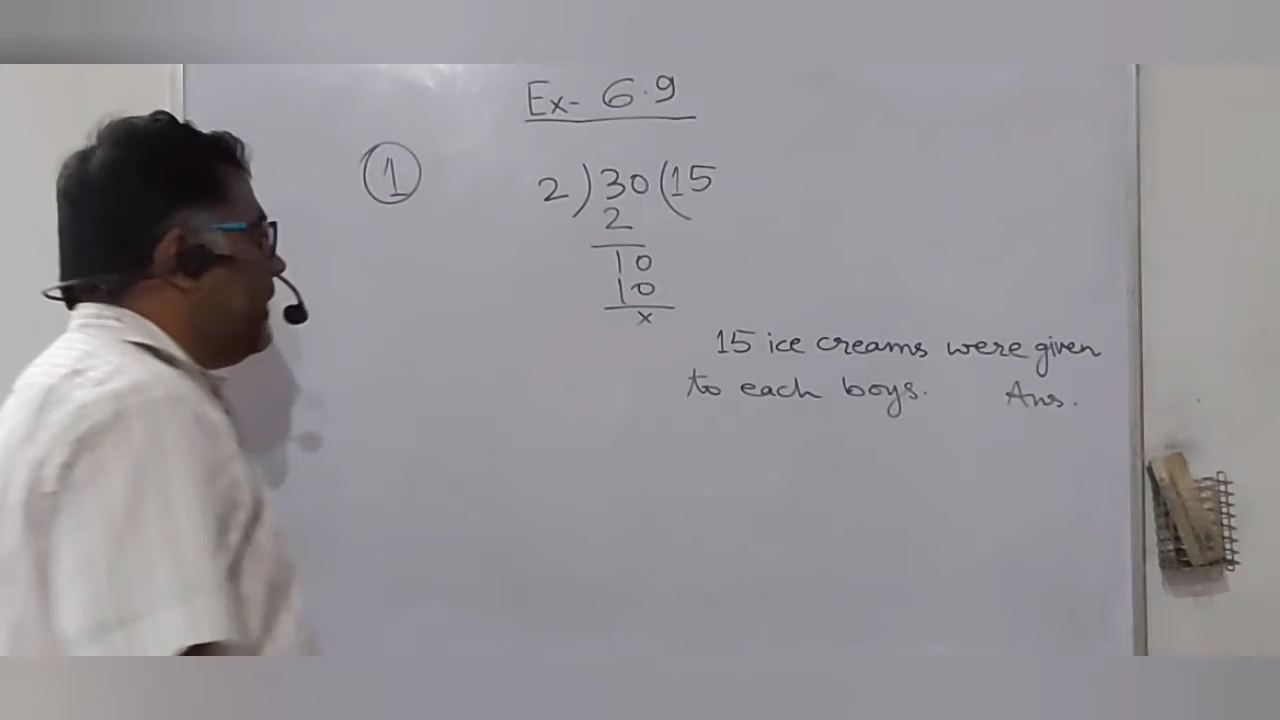 Ex- 6.9
1
2)30(15
2
10
10
x
15 ice creams were given
to each boys. Ans.